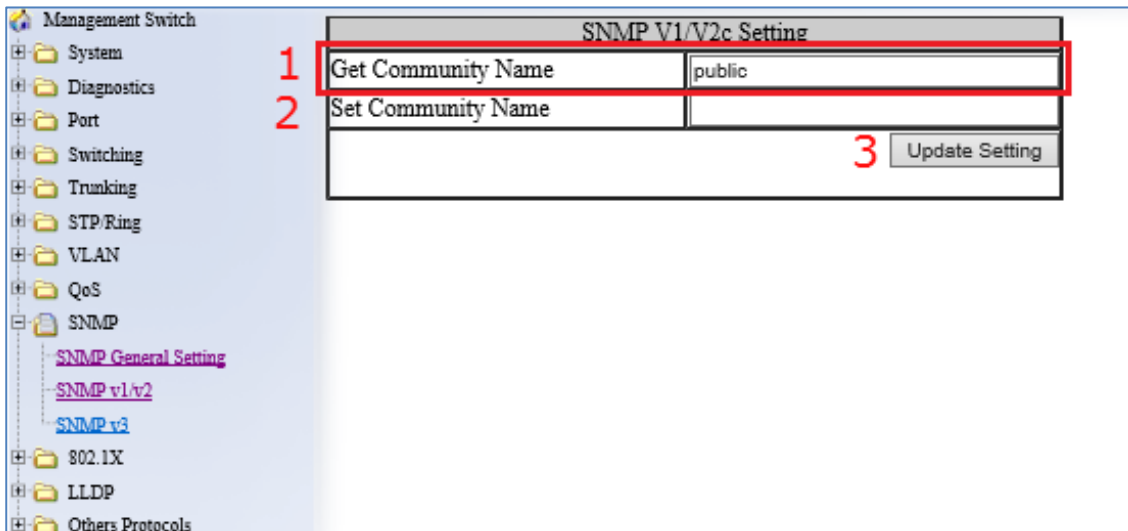 Management Switch
System
Diagnostics
Port
Switching
Trunking
STP/Ring
VLAN
QoS
SNMP
SNMP General Setting
SNMP v1/v2
SNMP v3
802.1X
LLDP
Others Protocols
SNMP V1/V2c Setting
1 Get Community Name public
2 Set Community Name
3 Update Setting